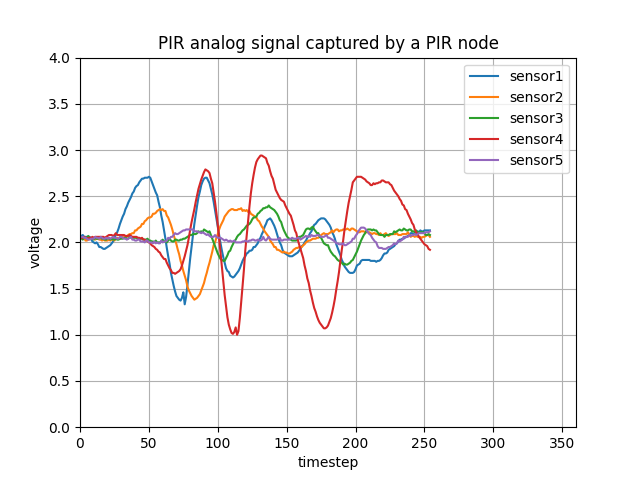 PIR analog signal captured by a PIR node
4.0
3.5
3.0
2.5
2.0
1.5
1.0
0.5
0.0
voltage
sensor1
sensor2
sensor3
sensor4
sensor5
0 50 100 150 200 250 300 350
timestep